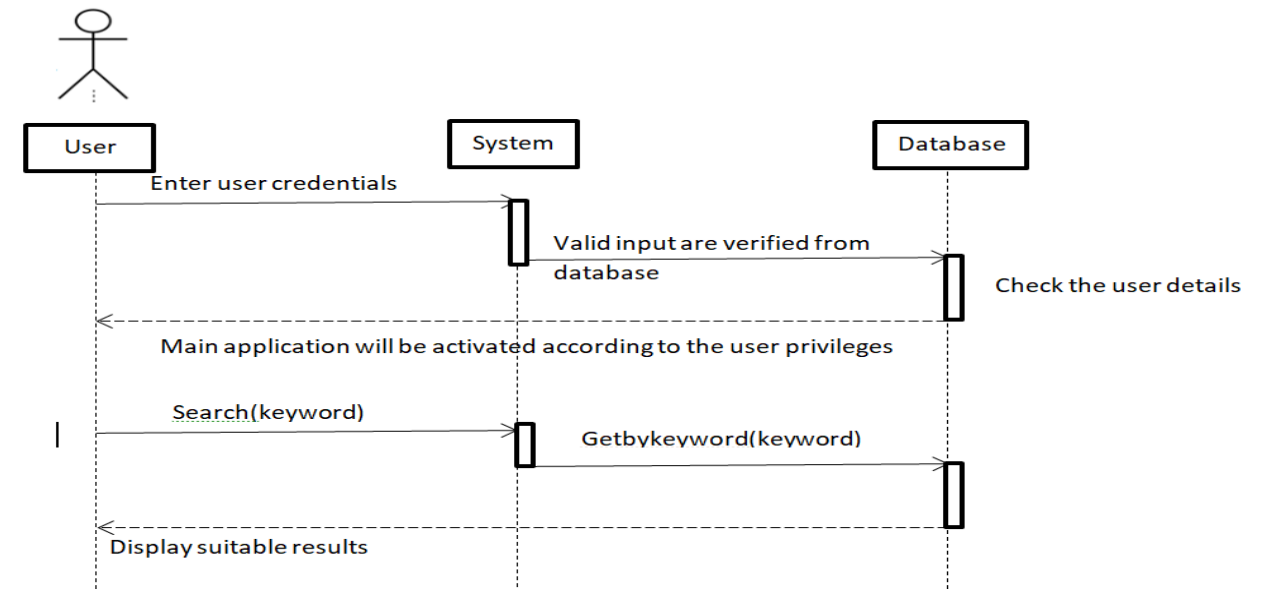 User
System
Database
Enter user credentials
Valid input are verified from
database
Check the user details
Main application will be activated according to the user privileges
Search(keyword)
Getbykeyword(keyword)
Display suitable results